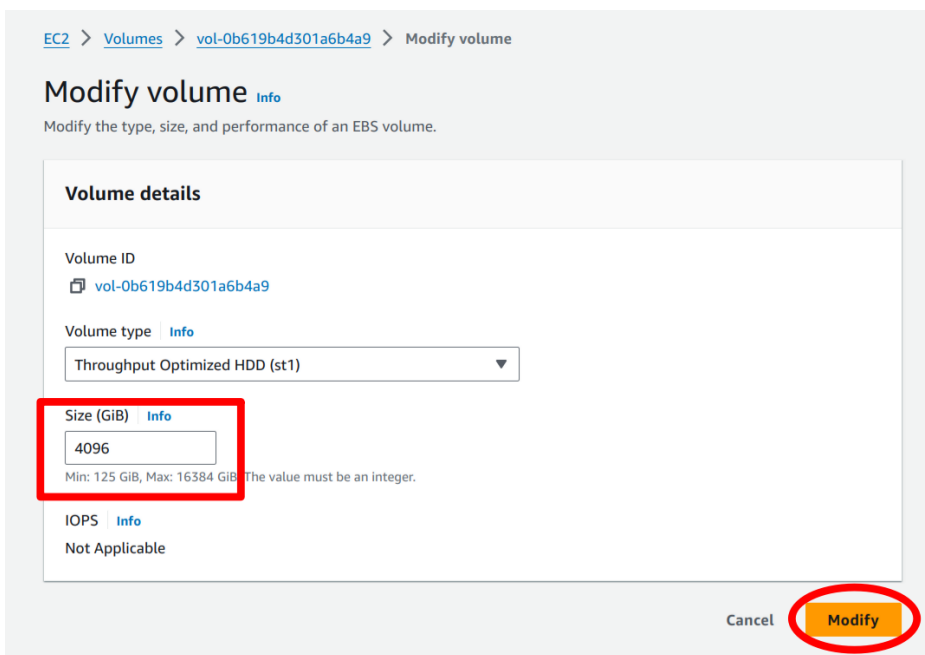 EC2 > Volumes > vol-0b619b4d301a6b4a9 > Modify volume
Modify volume Info
Modify the type, size, and performance of an EBS volume.
Volume details
Volume ID
vol-0b619b4d301a6b4a9
Volume type Info
Throughput Optimized HDD (st1)
Size (GiB) Info
4096
Min: 125 GiB, Max: 16384 GiB. The value must be an integer.
IOPS Info
Not Applicable
Cancel Modify